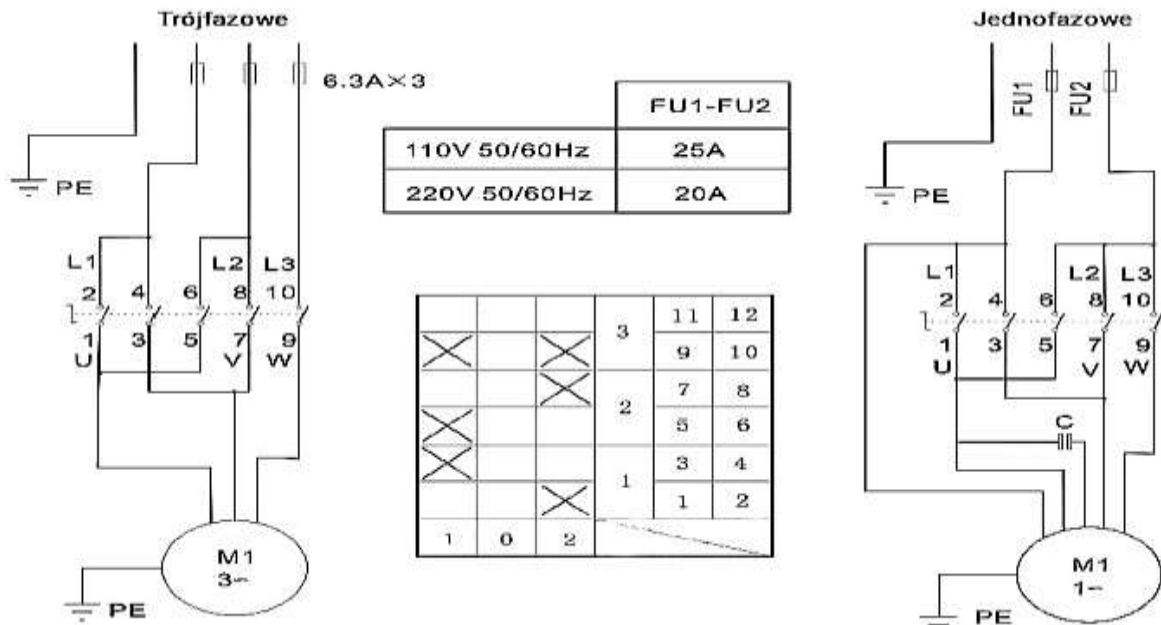 Trójfazowe
6.3A×3
PE
L1 L2 L3
2 4 6 8 10
1 3 5 7 9
U V W
M1
3~
PE
FU1-FU2
110V 50/60Hz 25A
220V 50/60Hz 20A
3 11 12
9 10
2 7 8
5 6
1 3 4
1 2
1 0 2
Jednofazowe
FU1 FU2
PE
L1 L2 L3
2 4 6 8 10
1 3 5 7 9
U V W
C
M1
1~
PE